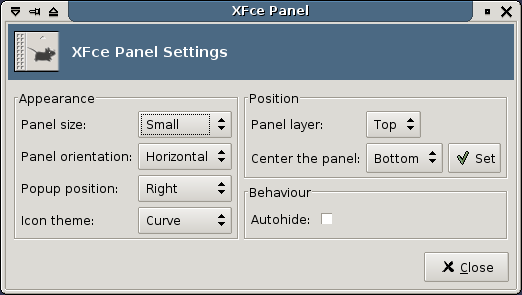 XFce Panel
XFce Panel Settings
Appearance
Panel size: Small
Panel orientation: Horizontal
Popup position: Right
Icon theme: Curve
Position
Panel layer: Top
Center the panel: Bottom Set
Behaviour
Autohide:
Close